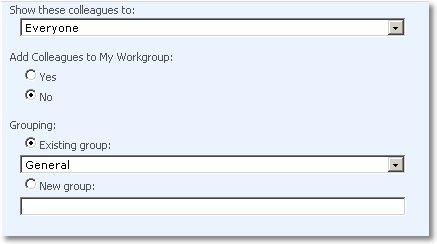 Show these colleagues to:
Everyone
Add Colleagues to My Workgroup:
Yes
No
Grouping:
Existing group:
General
New group: